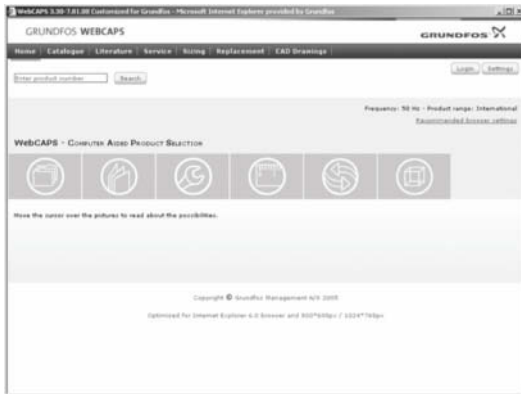 WebCAPS 3.30-7.01.08 Customized for Grundfos - Microsoft Internet Explorer provided by Grundfos
GRUNDFOS WEBCAPS
GRUNDFOS
Home | Catalogue | Literature | Service | Sizing | Replacement | CAD Drawings
Enter product number
Search
Login
Settings
Frequency: 50 Hz - Product range: International
Recommended browser settings
WebCAPS - Computer Aided Product Selection
Move the cursor over the pictures to read about the possibilities.
Copyright © Grundfos Management A/S 2005
Optimized for Internet Explorer 6.0 browser and 800*600px / 1024*768px